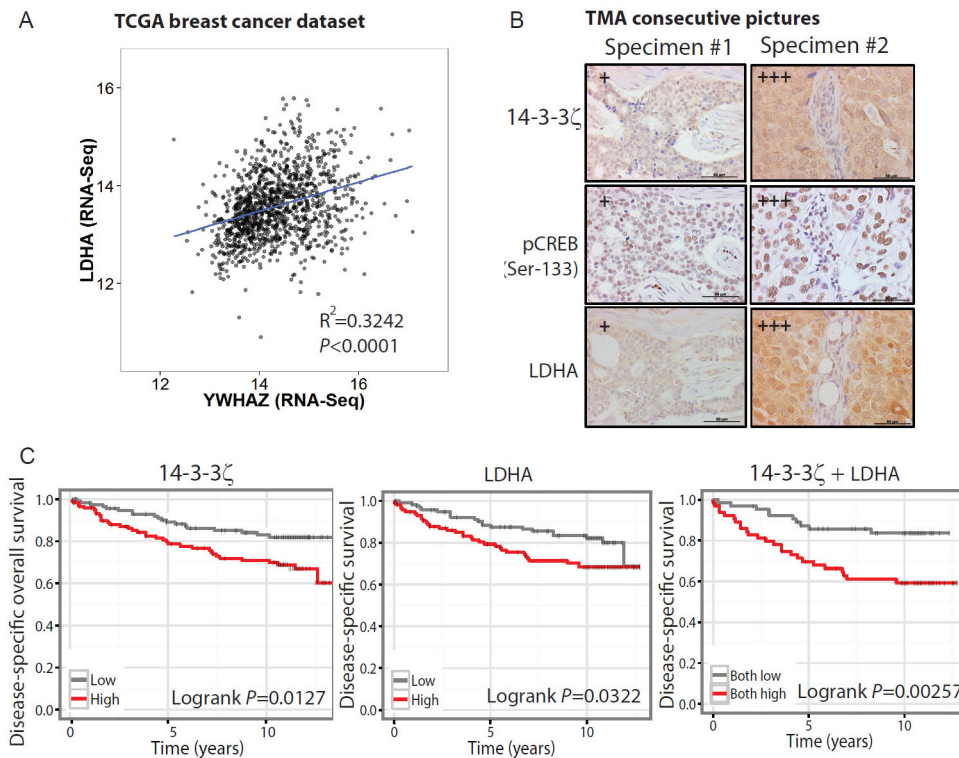 A
TCGA breast cancer dataset
LDHA (RNA-Seq)
16
14
12
R²=0.3242
P<0.0001
12
14
16
YWHAZ (RNA-Seq)
B
TMA consecutive pictures
Specimen #1
Specimen #2
14-3-3ζ
+
+++
pCREB
(Ser-133)
+
+++
LDHA
+
+++
C
14-3-3ζ
Disease-specific overall survival
1.0
0.8
0.6
0.4
0.2
0.0
Low
High
Logrank P=0.0127
0
5
10
Time (years)
LDHA
Disease-specific survival
1.0
0.8
0.6
0.4
0.2
0.0
Low
High
Logrank P=0.0322
0
5
10
Time (years)
14-3-3ζ + LDHA
Disease-specific survival
1.0
0.8
0.6
0.4
0.2
0.0
Both low
Both high
Logrank P=0.00257
0
5
10
Time (years)